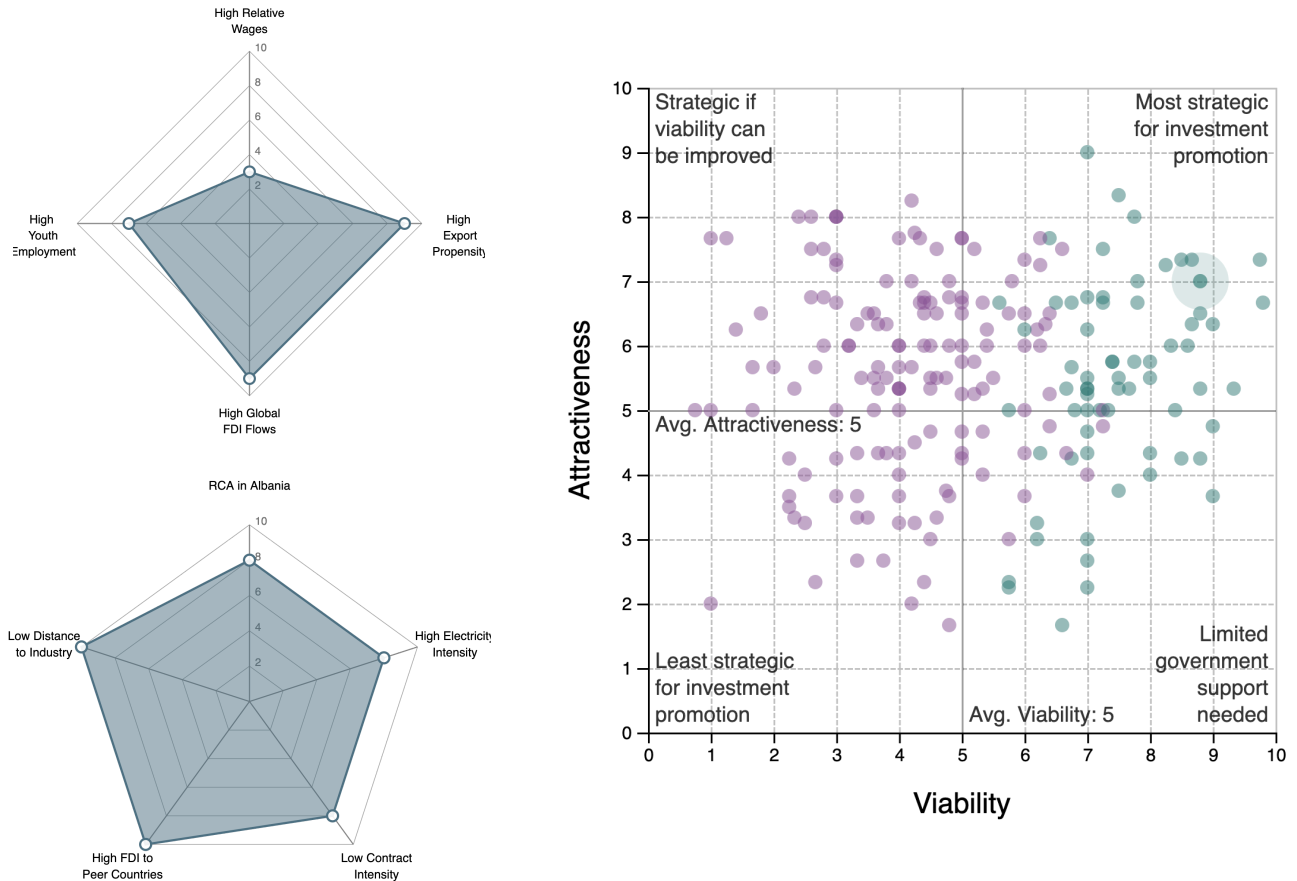 High Relative
Wages
10
8
6
4
2
High
Youth
Employment
High
Export
Propensity
High Global
FDI Flows
RCA in Albania
10
8
6
4
2
Low Distance
to Industry
High Electricity
Intensity
High FDI to
Peer Countries
Low Contract
Intensity
Attractiveness
10
9
8
7
6
5
4
3
2
1
0
Strategic if
viability can
be improved
Most strategic
for investment
promotion
Avg. Attractiveness: 5
Least strategic
for investment
promotion
Avg. Viability: 5
Limited
government
support
needed
0 1 2 3 4 5 6 7 8 9 10
Viability